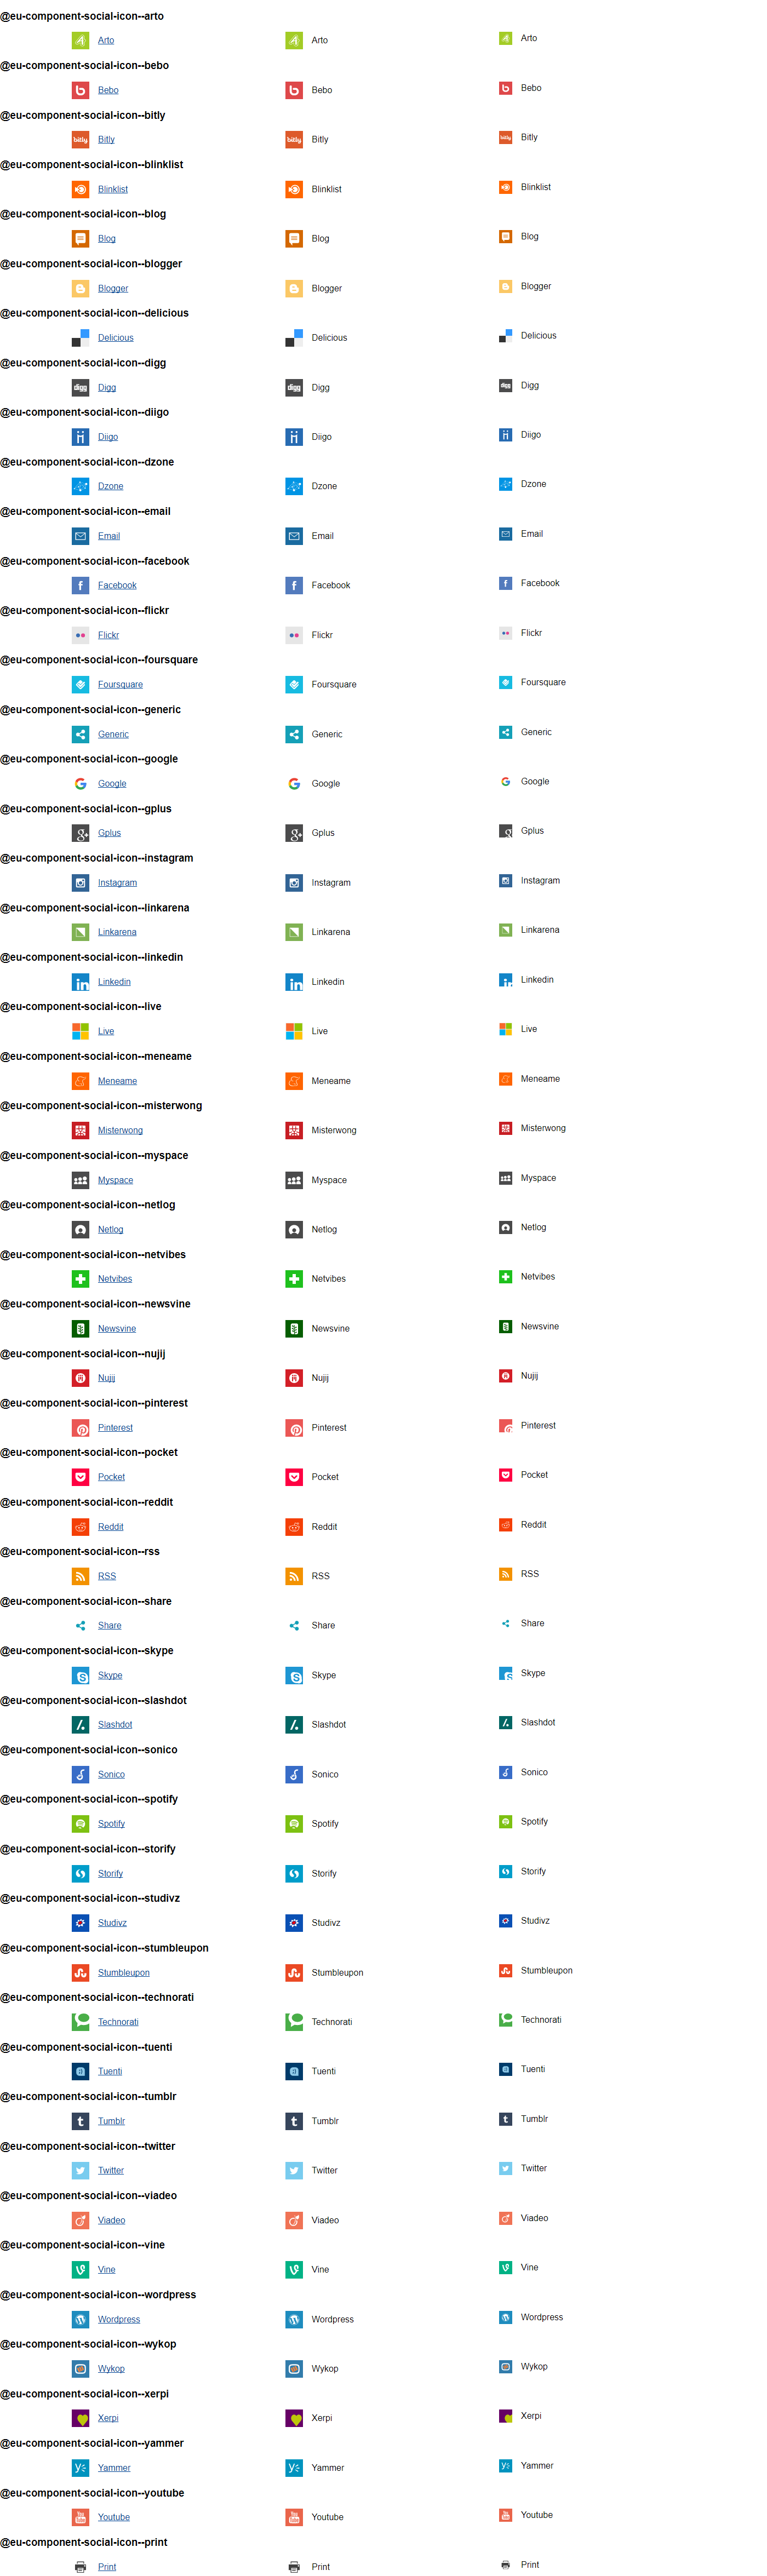 @eu-component-social-icon--arto
Arto Arto Arto
@eu-component-social-icon--bebo
Bebo Bebo Bebo
@eu-component-social-icon--bitly
bitly Bitly bitly Bitly bitly Bitly
@eu-component-social-icon--blinklist
Blinklist Blinklist Blinklist
@eu-component-social-icon--blog
Blog Blog Blog
@eu-component-social-icon--blogger
Blogger Blogger Blogger
@eu-component-social-icon--delicious
Delicious Delicious Delicious
@eu-component-social-icon--digg
digg Digg digg Digg digg Digg
@eu-component-social-icon--diigo
Diigo Diigo Diigo
@eu-component-social-icon--dzone
Dzone Dzone Dzone
@eu-component-social-icon--email
Email Email Email
@eu-component-social-icon--facebook
f Facebook f Facebook f Facebook
@eu-component-social-icon--flickr
Flickr Flickr Flickr
@eu-component-social-icon--foursquare
Foursquare Foursquare Foursquare
@eu-component-social-icon--generic
Generic Generic Generic
@eu-component-social-icon--google
G Google G Google G Google
@eu-component-social-icon--gplus
g+ Gplus g+ Gplus g Gplus
@eu-component-social-icon--instagram
Instagram Instagram Instagram
@eu-component-social-icon--linkarena
Linkarena Linkarena Linkarena
@eu-component-social-icon--linkedin
in Linkedin in Linkedin in Linkedin
@eu-component-social-icon--live
Live Live Live
@eu-component-social-icon--meneame
Meneame Meneame Meneame
@eu-component-social-icon--misterwong
Misterwong Misterwong Misterwong
@eu-component-social-icon--myspace
Myspace Myspace Myspace
@eu-component-social-icon--netlog
Netlog Netlog Netlog
@eu-component-social-icon--netvibes
Netvibes Netvibes Netvibes
@eu-component-social-icon--newsvine
Newsvine Newsvine Newsvine
@eu-component-social-icon--nujij
Nujij Nujij Nujij
@eu-component-social-icon--pinterest
Pinterest Pinterest Pinterest
@eu-component-social-icon--pocket
Pocket Pocket Pocket
@eu-component-social-icon--reddit
Reddit Reddit Reddit
@eu-component-social-icon--rss
RSS RSS RSS
@eu-component-social-icon--share
Share Share Share
@eu-component-social-icon--skype
S Skype S Skype S Skype
@eu-component-social-icon--slashdot
/. Slashdot /. Slashdot /. Slashdot
@eu-component-social-icon--sonico
Sonico Sonico Sonico
@eu-component-social-icon--spotify
Spotify Spotify Spotify
@eu-component-social-icon--storify
Storify Storify Storify
@eu-component-social-icon--studivz
Studivz Studivz Studivz
@eu-component-social-icon--stumbleupon
Stumbleupon Stumbleupon Stumbleupon
@eu-component-social-icon--technorati
Technorati Technorati Technorati
@eu-component-social-icon--tuenti
Tuenti Tuenti Tuenti
@eu-component-social-icon--tumblr
t Tumblr t Tumblr t Tumblr
@eu-component-social-icon--twitter
Twitter Twitter Twitter
@eu-component-social-icon--viadeo
Viadeo Viadeo Viadeo
@eu-component-social-icon--vine
Vine Vine Vine
@eu-component-social-icon--wordpress
W Wordpress W Wordpress W Wordpress
@eu-component-social-icon--wykop
Wykop Wykop Wykop
@eu-component-social-icon--xerpi
Xerpi Xerpi Xerpi
@eu-component-social-icon--yammer
Yammer Yammer Yammer
@eu-component-social-icon--youtube
You Tube Youtube You Tube Youtube You Tube Youtube
@eu-component-social-icon--print
Print Print Print